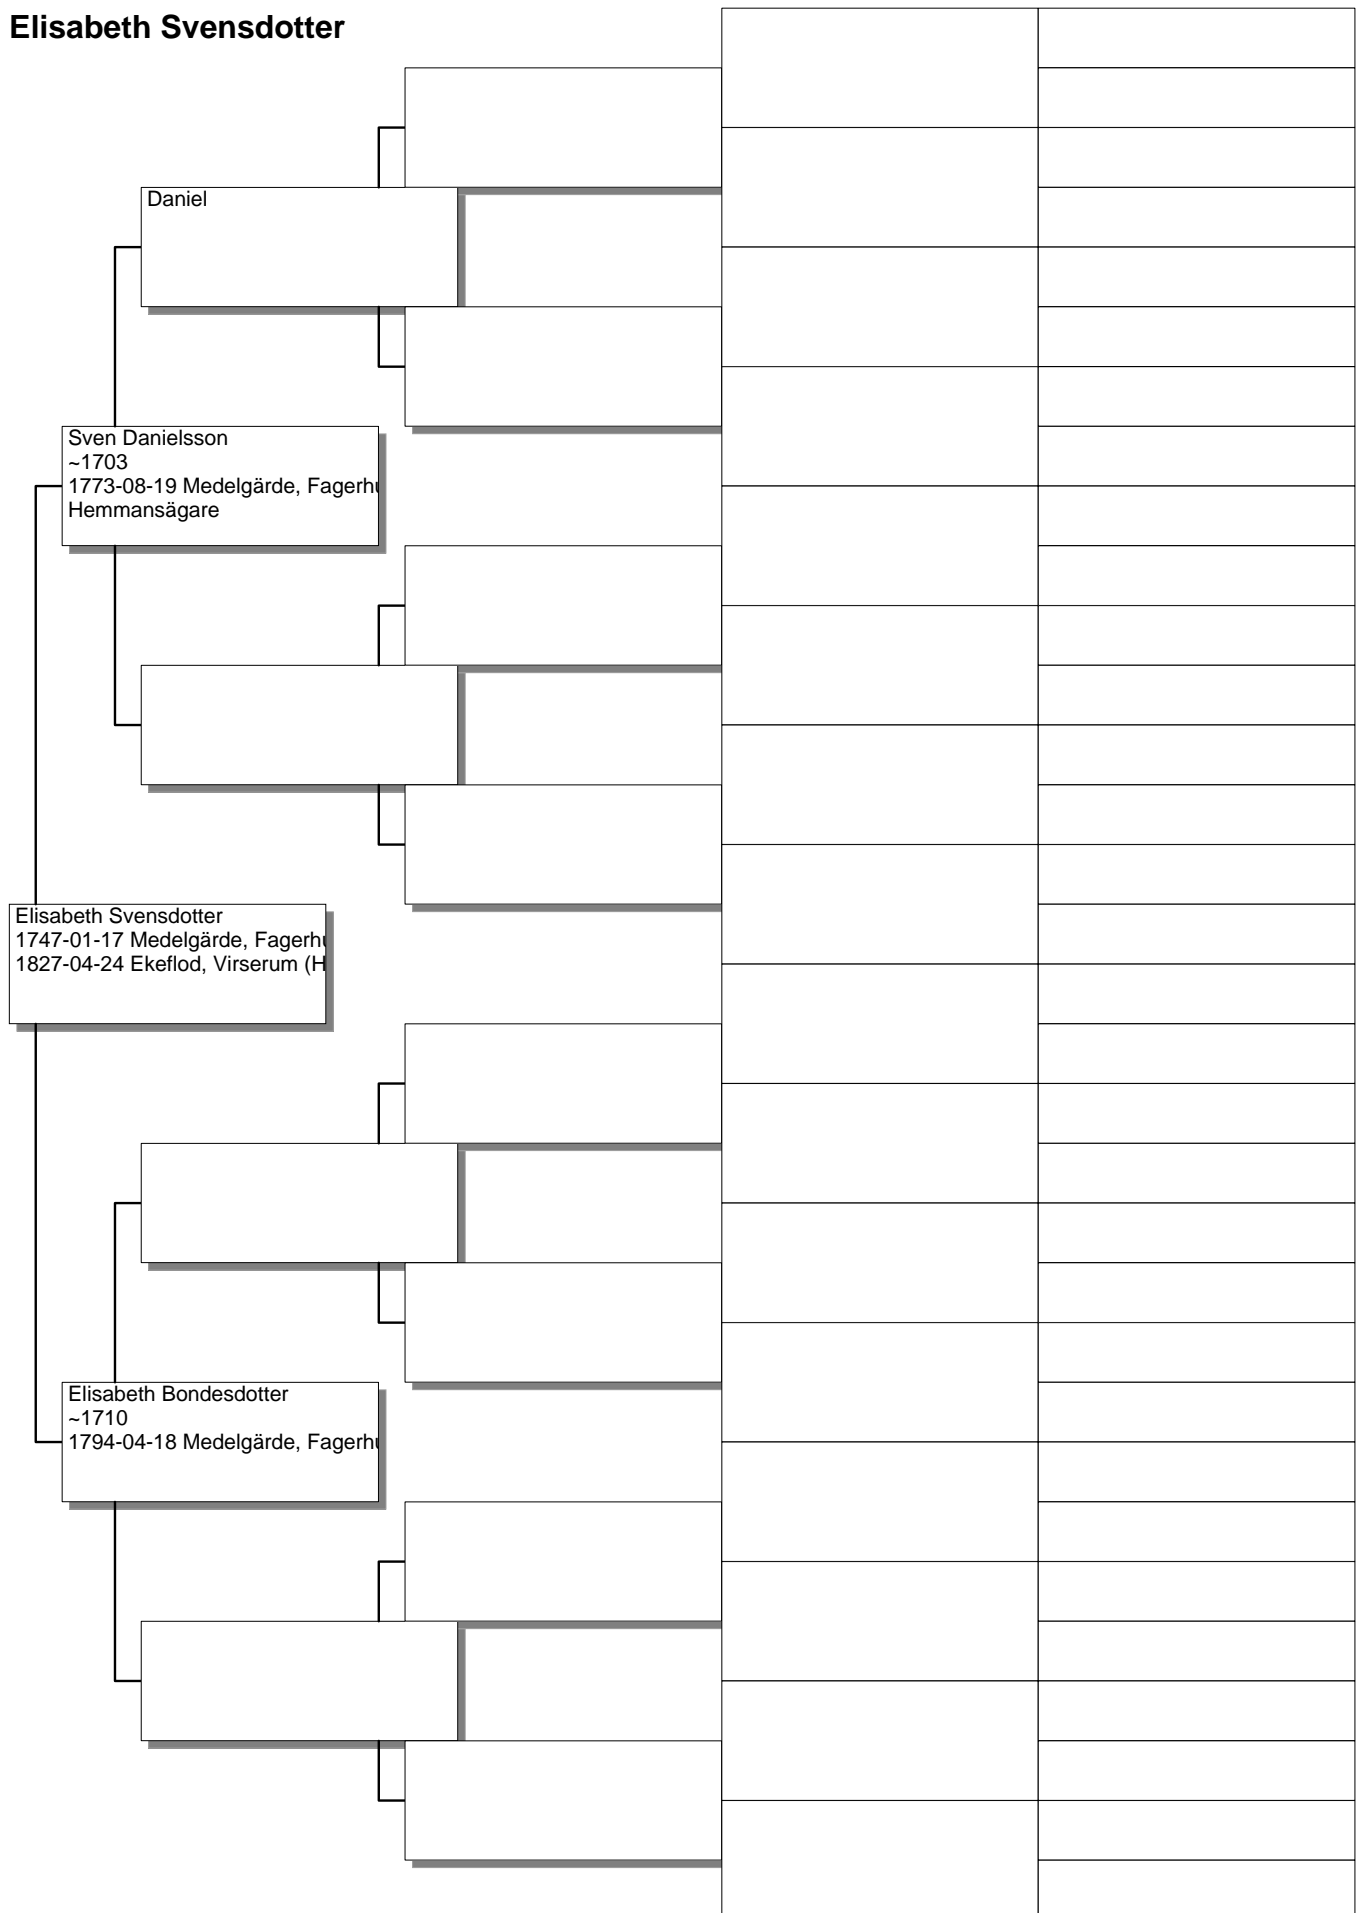 Elisabeth Svensdotter
Daniel
Sven Danielsson
~1703
1773-08-19 Medelgärde, Fagerhu
Hemmansägare
Elisabeth Svensdotter
1747-01-17 Medelgärde, Fagerhu
1827-04-24 Ekeflod, Virserum (H
Elisabeth Bondesdotter
~1710
1794-04-18 Medelgärde, Fagerhu